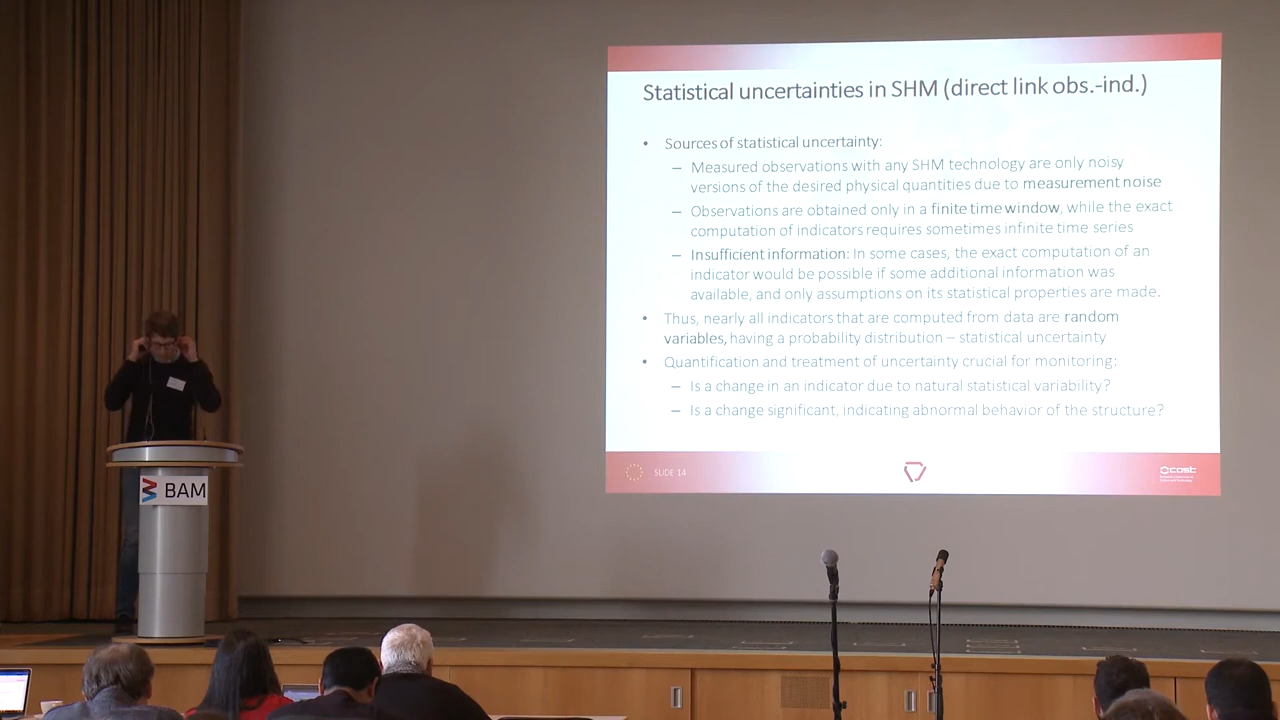 Statistical uncertainties in SHM (direct link obs.-ind.)
• Sources of statistical uncertainty:
– Measured observations with any SHM technology are only noisy
versions of the desired physical quantities due to measurement noise
– Observations are obtained only in a finite time window, while the exact
computation of indicators requires sometimes infinite time series
– Insufficient information: In some cases, the exact computation of an
indicator would be possible if some additional information was
available, and only assumptions on its statistical properties are made.
• Thus, nearly all indicators that are computed from data are random
variables, having a probability distribution – statistical uncertainty
• Quantification and treatment of uncertainty crucial for monitoring:
– Is a change in an indicator due to natural statistical variability?
– Is a change significant, indicating abnormal behavior of the structure?
SLIDE 14
cost
BAM